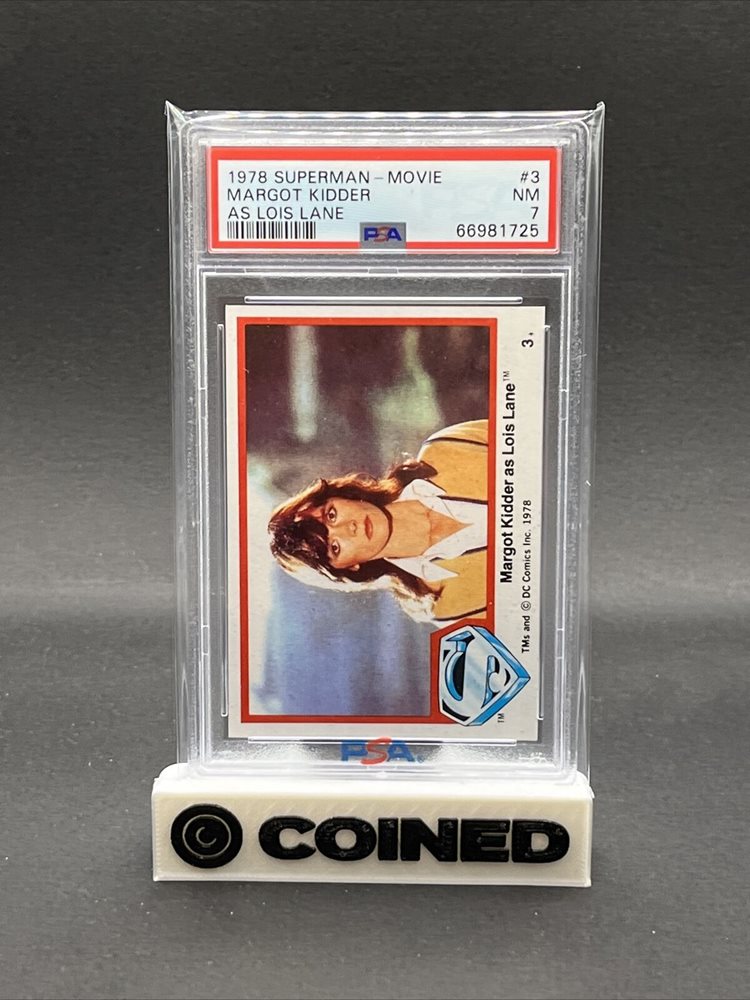 1978 SUPERMAN – MOVIE #3
MARGOT KIDDER NM
AS LOIS LANE 7
PSA 66981725
3
Margot Kidder as Lois Lane™
TMs and © DC Comics Inc. 1978
S
TM
PSA
© COINED